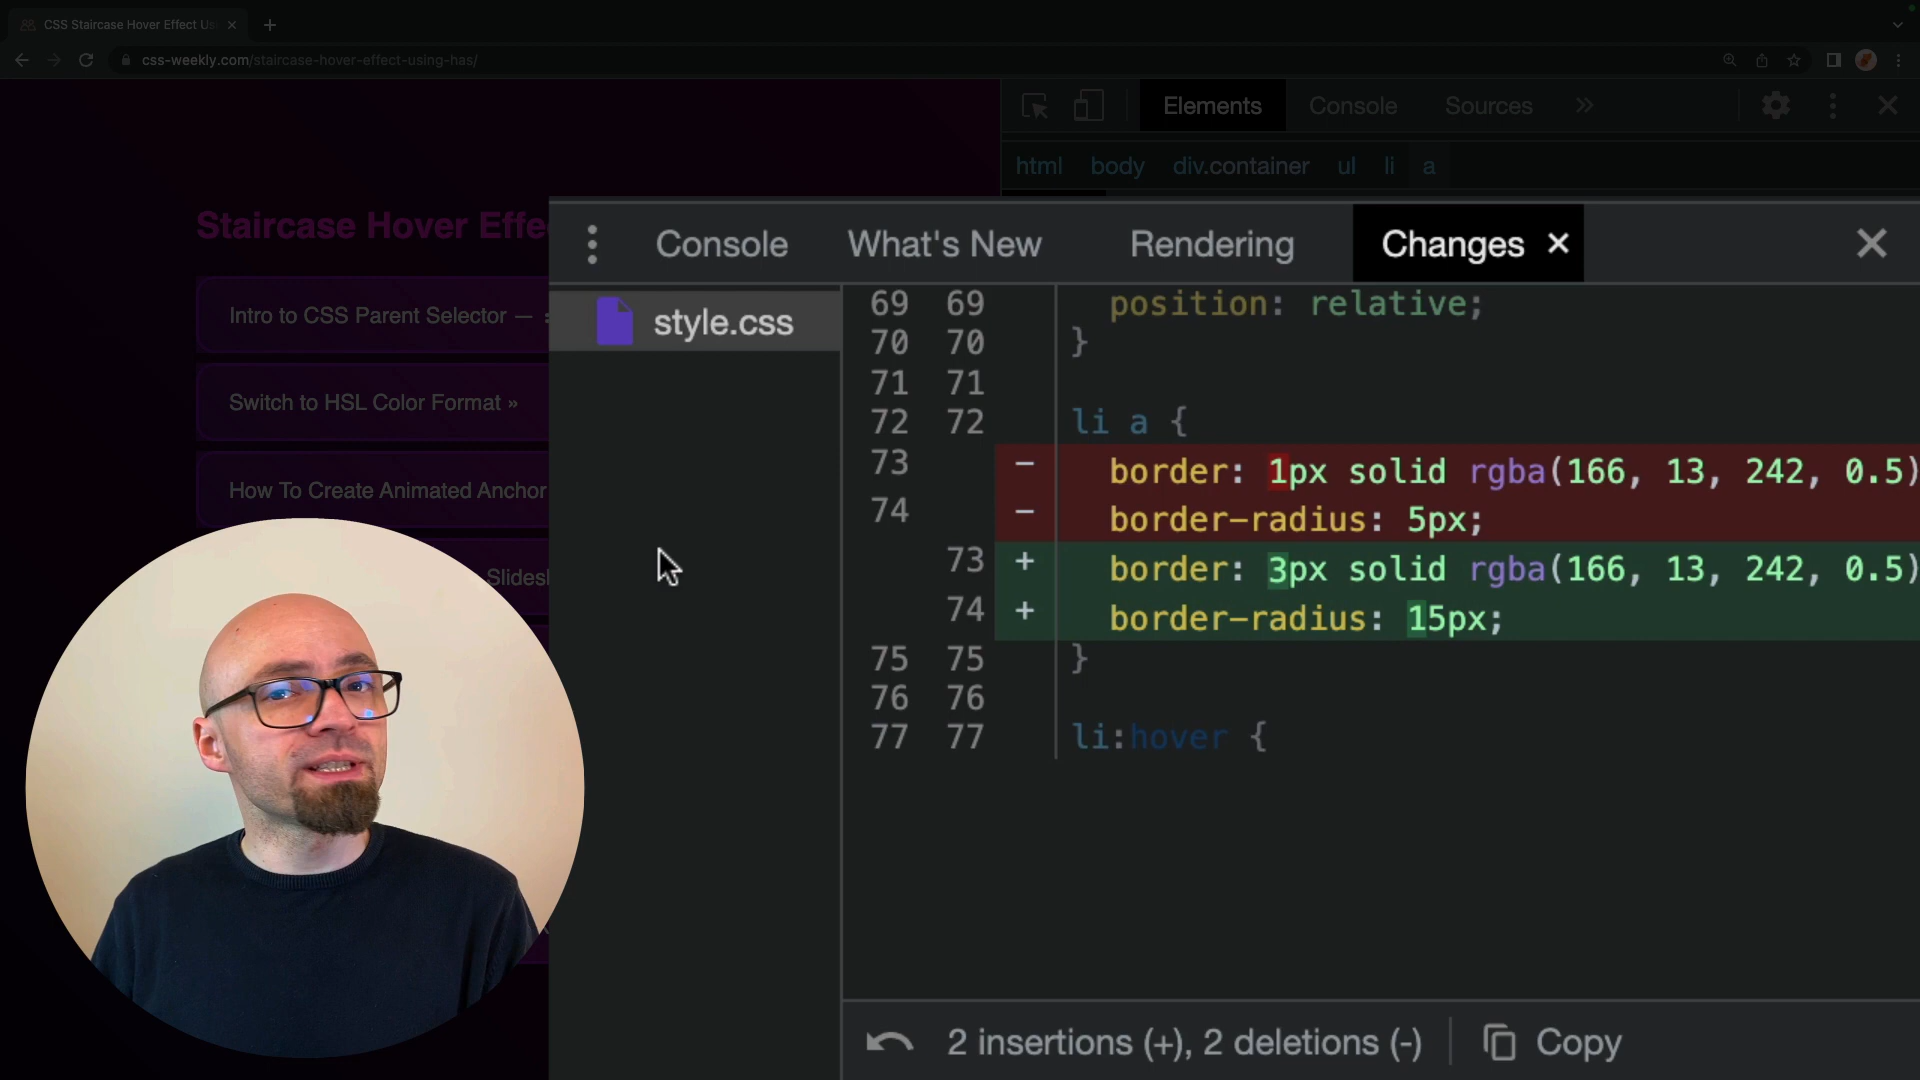 CSS Staircase Hover Effect Us
css-weekly.com/staircase-hover-effect-using-has/
Elements Console Sources »
html body div.container ul li a
Staircase Hover Effe
Intro to CSS Parent Selector —
Switch to HSL Color Format »
How To Create Animated Anchor
Slides
Console What's New Rendering Changes ×
style.css
69 69 position: relative;
70 70 }
71 71
72 72 li a {
73 − border: 1px solid rgba(166, 13, 242, 0.5)
74 − border-radius: 5px;
73 + border: 3px solid rgba(166, 13, 242, 0.5)
74 + border-radius: 15px;
75 75 }
76 76
77 77 li:hover {
2 insertions (+), 2 deletions (-) Copy